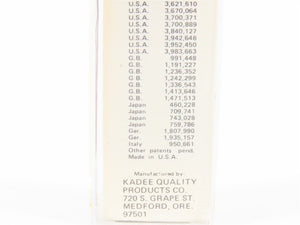 U.S.A. 3,621,610
U.S.A. 3,670,064
U.S.A. 3,700,371
U.S.A. 3,700,889
U.S.A. 3,840,127
U.S.A. 3,942,648
U.S.A. 3,952,450
U.S.A. 3,983,663
G.B. 991,448
G.B. 1,191,227
G.B. 1,236,352
G.B. 1,242,299
G.B. 1,336,342
G.B. 1,413,646
G.B. 1,471,513
Japan 460,228
Japan 709,741
Japan 743,028
Japan 759,786
Ger. 1,807,990
Ger. 1,935,157
Italy 950,661
Other patents pend.
Made in U.S.A.
Manufactured by
KADEE QUALITY
PRODUCTS CO.
720 S. GRAPE ST.
MEDFORD, ORE.
97501